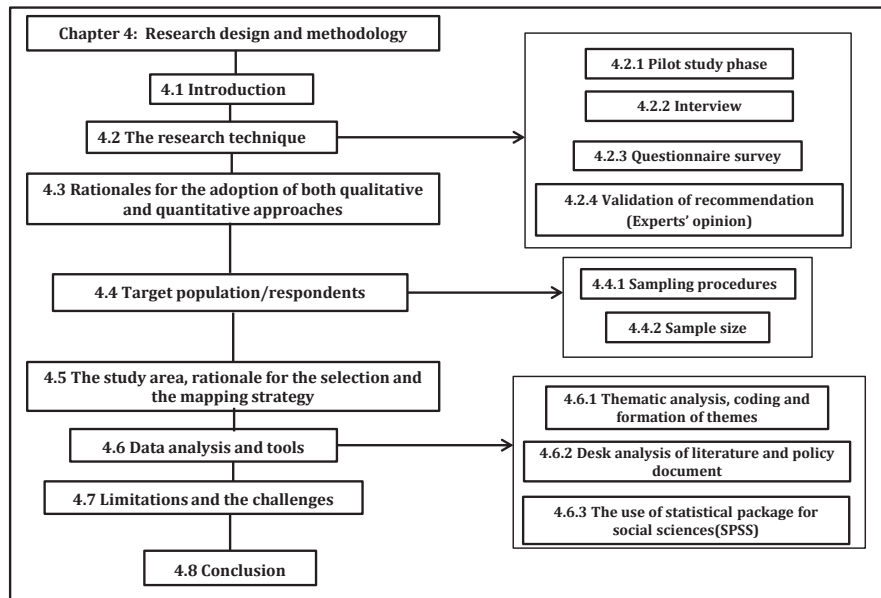 Chapter 4: Research design and methodology
4.1 Introduction
4.2 The research technique
4.2.1 Pilot study phase
4.2.2 Interview
4.2.3 Questionnaire survey
4.2.4 Validation of recommendation
(Experts’ opinion)
4.3 Rationales for the adoption of both qualitative
and quantitative approaches
4.4 Target population/respondents
4.4.1 Sampling procedures
4.4.2 Sample size
4.5 The study area, rationale for the selection and
the mapping strategy
4.6 Data analysis and tools
4.6.1 Thematic analysis, coding and
formation of themes
4.6.2 Desk analysis of literature and policy
document
4.6.3 The use of statistical package for
social sciences(SPSS)
4.7 Limitations and the challenges
4.8 Conclusion